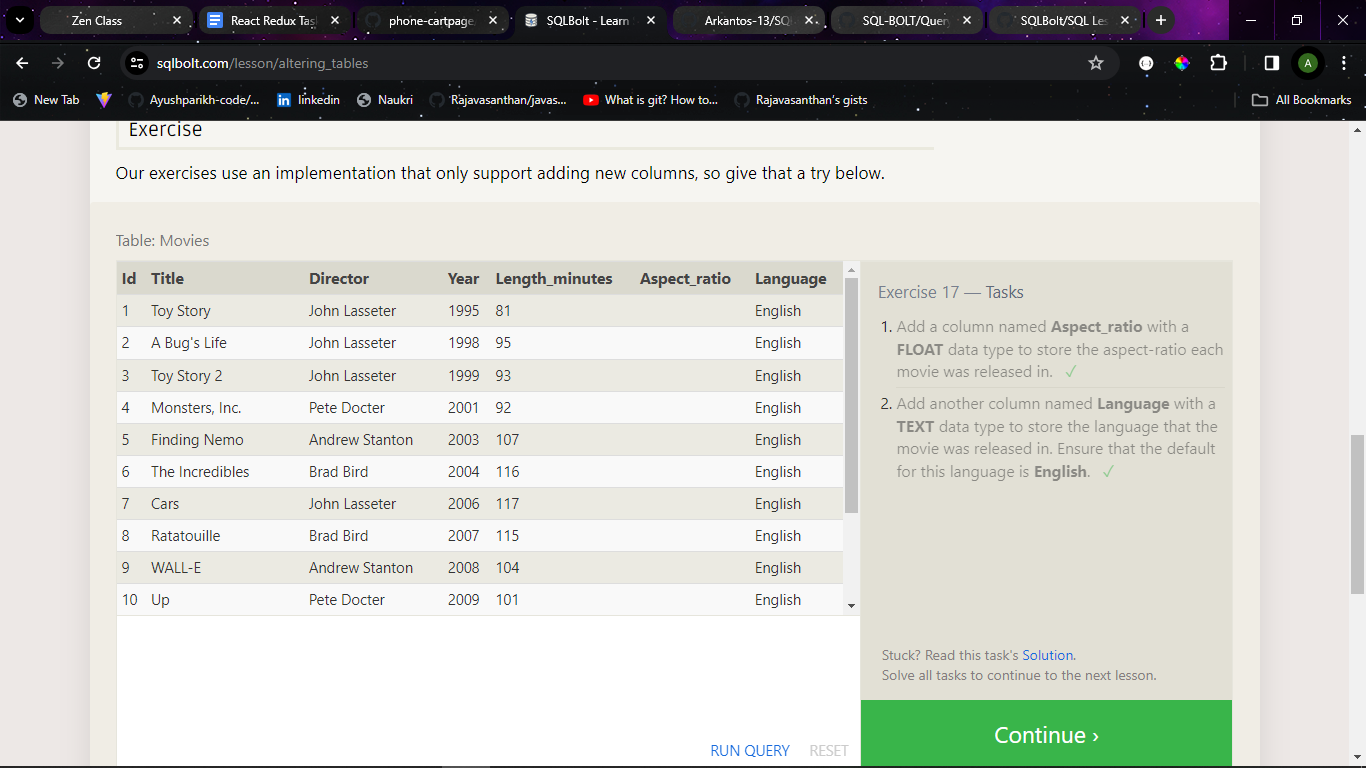 Zen Class
React Redux Tas
phone-cartpage
SQLBolt - Learn
Arkantos-13/SQ
SQL-BOLT/Quer
SQLBolt/SQL Les
sqlbolt.com/lesson/altering_tables
A
New Tab
Ayushparikh-code/...
linkedin
Naukri
Rajavasanthan/javas...
What is git? How to...
Rajavasanthan's gists
All Bookmarks
Exercise
Our exercises use an implementation that only support adding new columns, so give that a try below.
Table: Movies
Id Title Director Year Length_minutes Aspect_ratio Language
1 Toy Story John Lasseter 1995 81 English
2 A Bug's Life John Lasseter 1998 95 English
3 Toy Story 2 John Lasseter 1999 93 English
4 Monsters, Inc. Pete Docter 2001 92 English
5 Finding Nemo Andrew Stanton 2003 107 English
6 The Incredibles Brad Bird 2004 116 English
7 Cars John Lasseter 2006 117 English
8 Ratatouille Brad Bird 2007 115 English
9 WALL-E Andrew Stanton 2008 104 English
10 Up Pete Docter 2009 101 English
RUN QUERY RESET
Exercise 17 — Tasks
1. Add a column named Aspect_ratio with a
FLOAT data type to store the aspect-ratio each
movie was released in. ✓
2. Add another column named Language with a
TEXT data type to store the language that the
movie was released in. Ensure that the default
for this language is English. ✓
Stuck? Read this task's Solution.
Solve all tasks to continue to the next lesson.
Continue ›